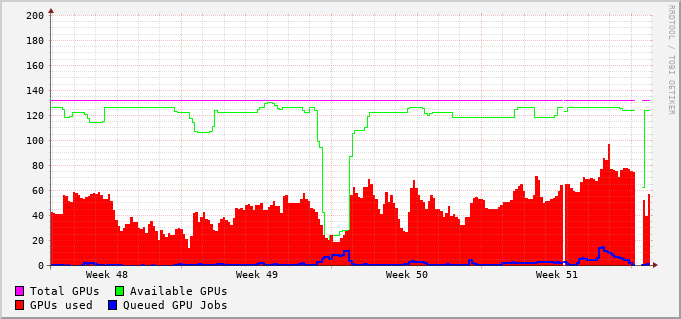 RRDTOOL / TOBI OETIKER
200
180
160
140
120
100
80
60
40
20
0
Week 48 Week 49 Week 50 Week 51
Total GPUs Available GPUs
GPUs used Queued GPU Jobs